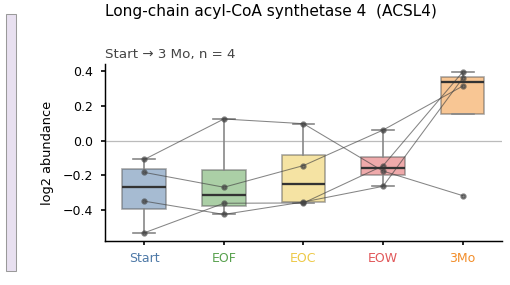 Long-chain acyl-CoA synthetase 4  (ACSL4)
Start → 3 Mo, n = 4
log2 abundance
0.4
0.2
0.0
−0.2
−0.4
Start EOF EOC EOW 3Mo